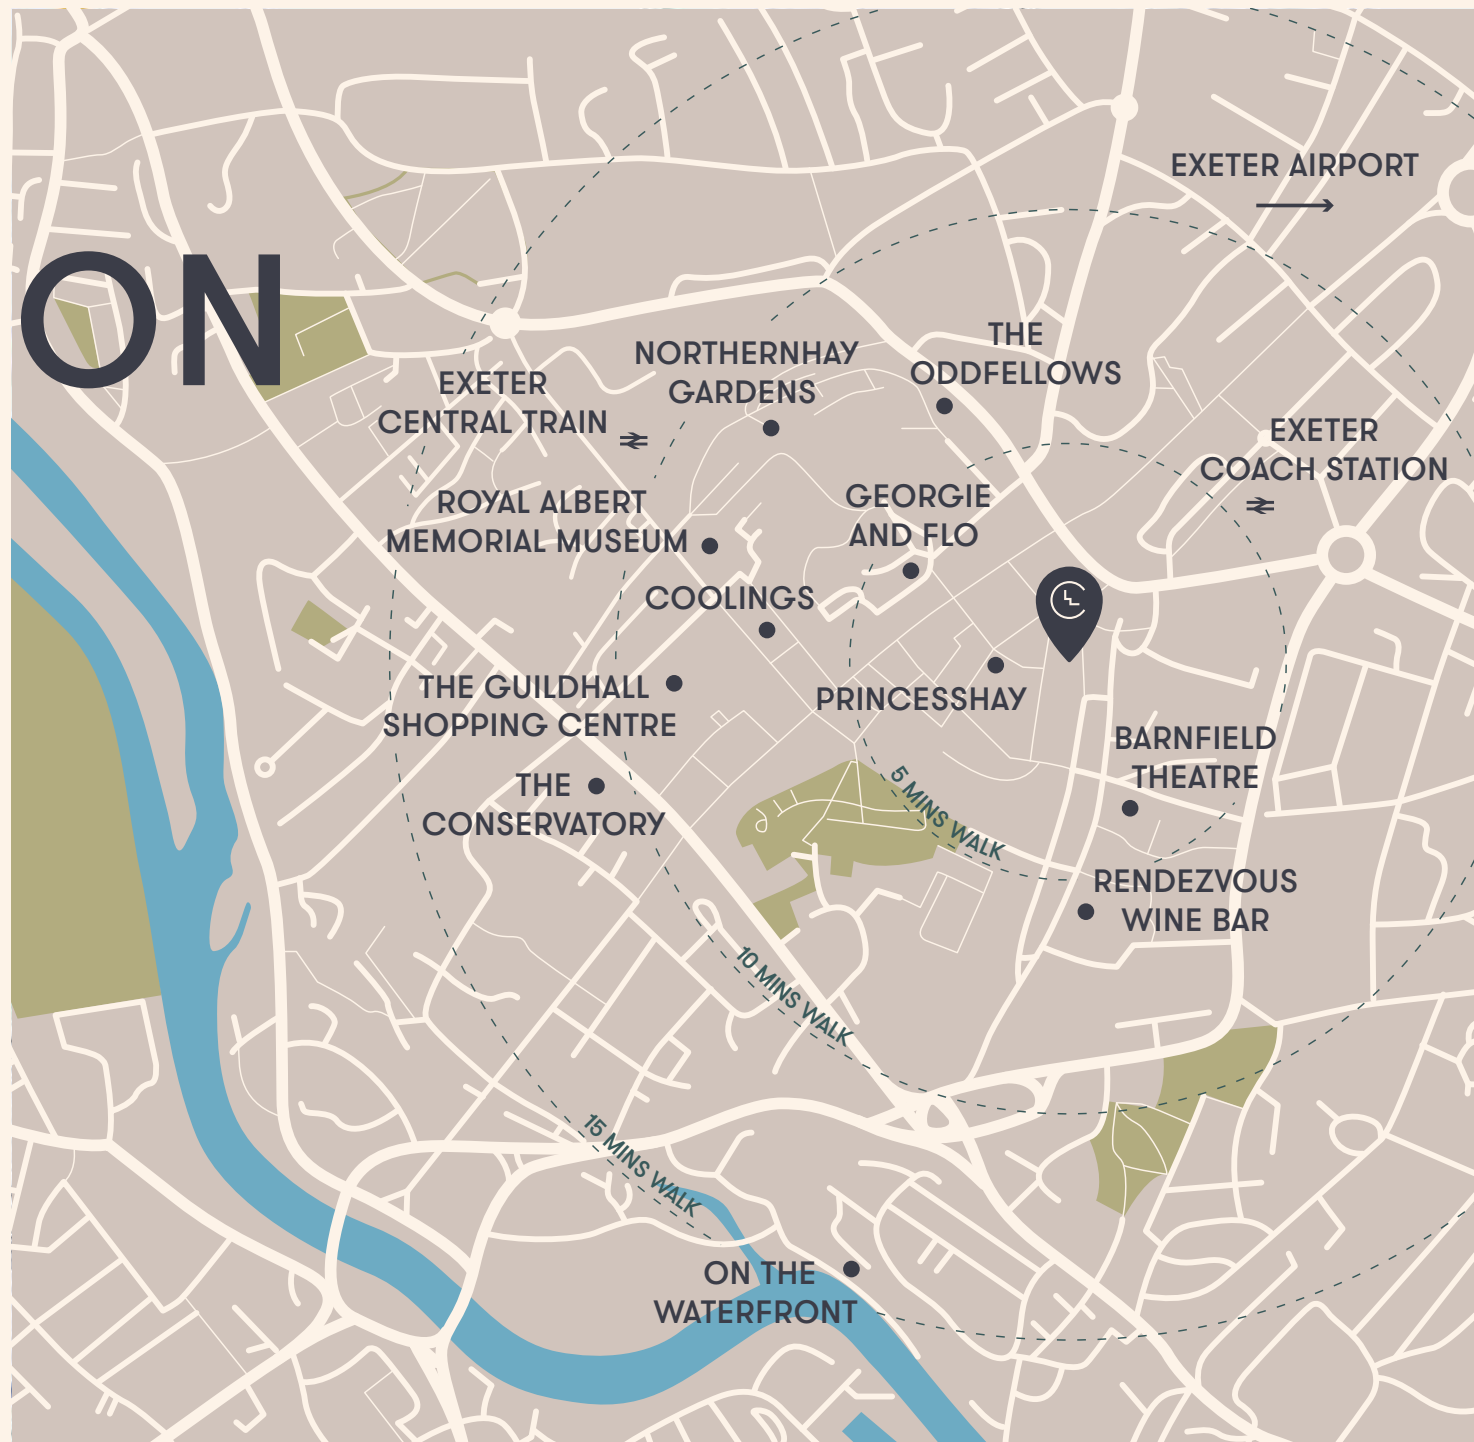 EXETER AIRPORT
ON
THE
ODDFELLOWS
NORTHERNHAY
GARDENS
EXETER
CENTRAL TRAIN
EXETER
COACH STATION
ROYAL ALBERT
MEMORIAL MUSEUM
GEORGIE
AND FLO
COOLINGS
THE GUILDHALL
SHOPPING CENTRE
PRINCESSHAY
BARNFIELD
THEATRE
THE
CONSERVATORY
5 MINS WALK
RENDEZVOUS
WINE BAR
10 MINS WALK
15 MINS WALK
ON THE
WATERFRONT